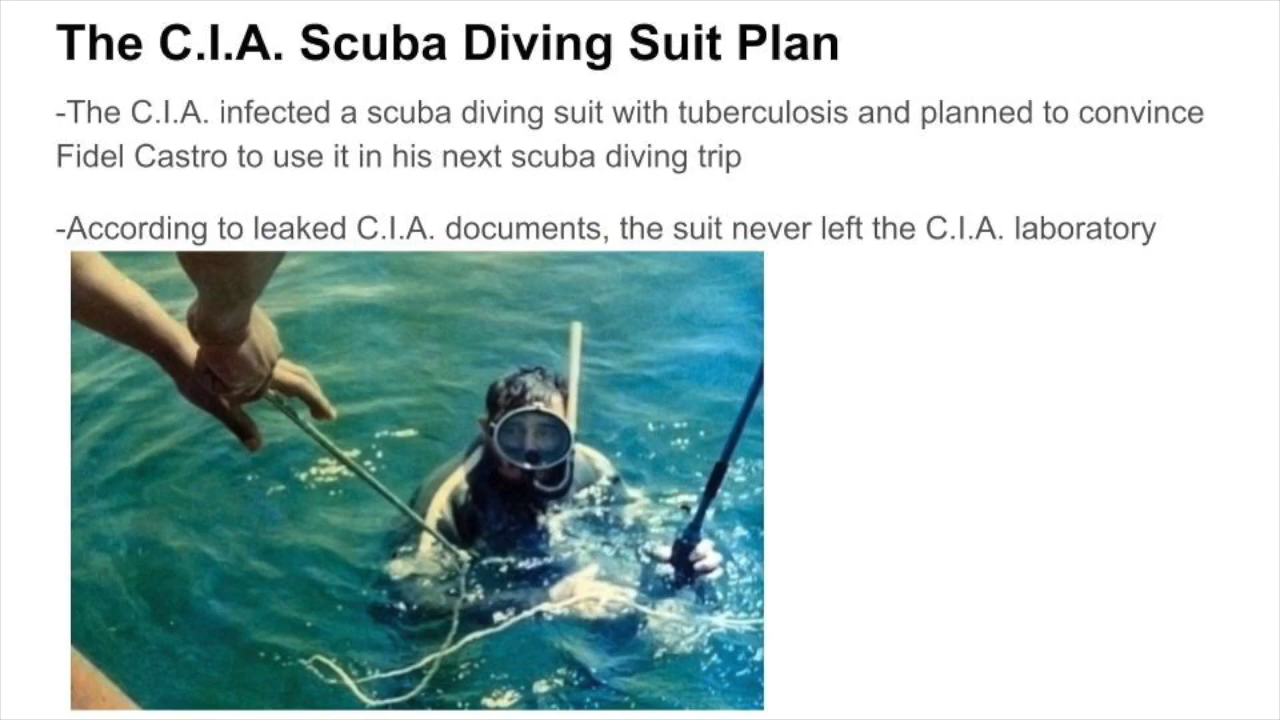 The C.I.A. Scuba Diving Suit Plan
-The C.I.A. infected a scuba diving suit with tuberculosis and planned to convince
Fidel Castro to use it in his next scuba diving trip
-According to leaked C.I.A. documents, the suit never left the C.I.A. laboratory